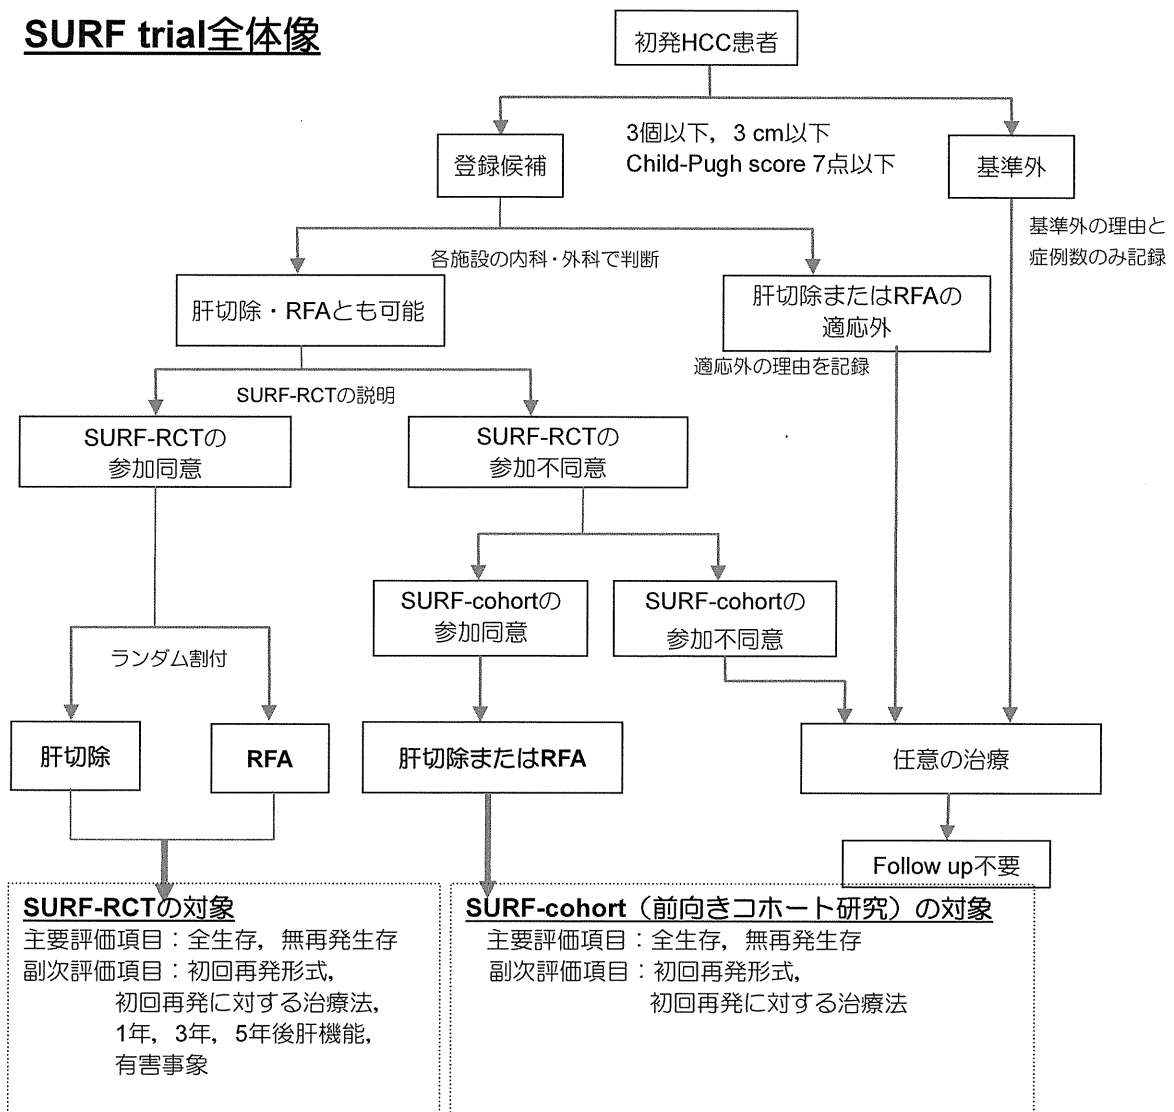 SURF trial全体像
初発HCC患者
3個以下，3 cm以下
Child-Pugh score 7点以下
登録候補
基準外
基準外の理由と
症例数のみ記録
各施設の内科・外科で判断
肝切除・RFAとも可能
肝切除またはRFAの
適応外
適応外の理由を記録
SURF-RCTの説明
SURF-RCTの
参加同意
SURF-RCTの
参加不同意
SURF-cohortの
参加同意
SURF-cohortの
参加不同意
ランダム割付
肝切除
RFA
肝切除またはRFA
任意の治療
Follow up不要
SURF-RCTの対象
主要評価項目：全生存，無再発生存
副次評価項目：初回再発形式，
初回再発に対する治療法，
1年，3年，5年後肝機能，
有害事象
SURF-cohort（前向きコホート研究）の対象
主要評価項目：全生存，無再発生存
副次評価項目：初回再発形式，
初回再発に対する治療法